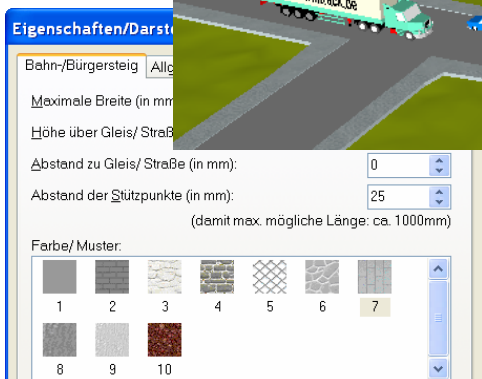 Eigenschaften/Darst
Bahn-/Bürgersteig
Maximale Breite (in mm
Höhe über Gleis/ Straß
Abstand zu Gleis/ Straße (in mm): 0
Abstand der Stützpunkte (in mm): 25
(damit max. mögliche Länge: ca. 1000mm)
Farbe/ Muster:
1 2 3 4 5 6 7
8 9 10